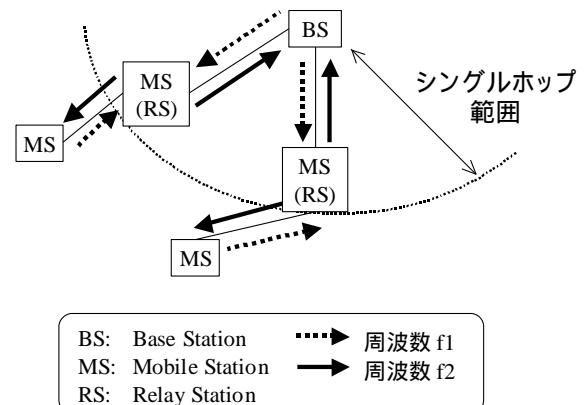 BS
MS
(RS)
シングルホップ
範囲
MS
MS
(RS)
MS
BS: Base Station
周波数 f1
MS: Mobile Station
周波数 f2
RS: Relay Station